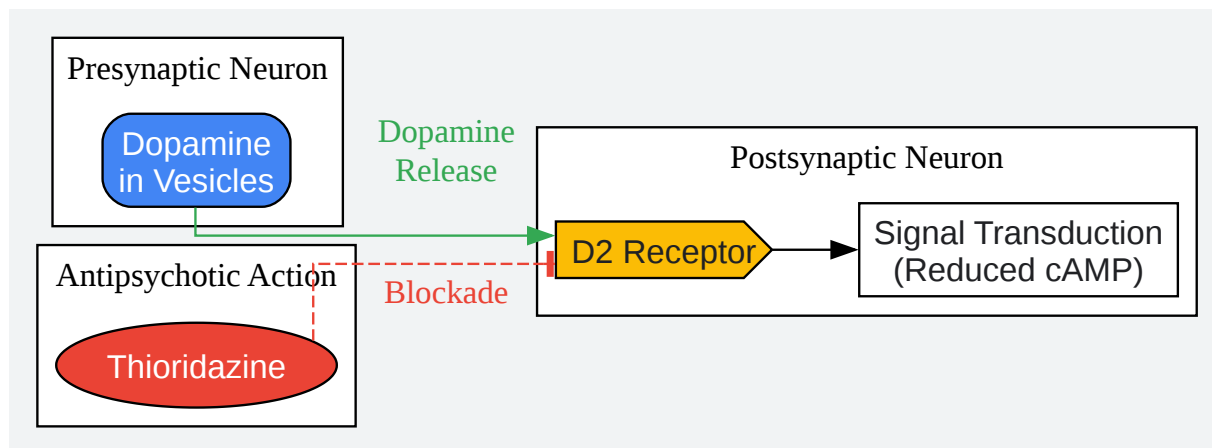 Presynaptic Neuron
Dopamine
in Vesicles
Dopamine
Release
Postsynaptic Neuron
D2 Receptor
Signal Transduction
(Reduced cAMP)
Antipsychotic Action
Blockade
Thioridazine